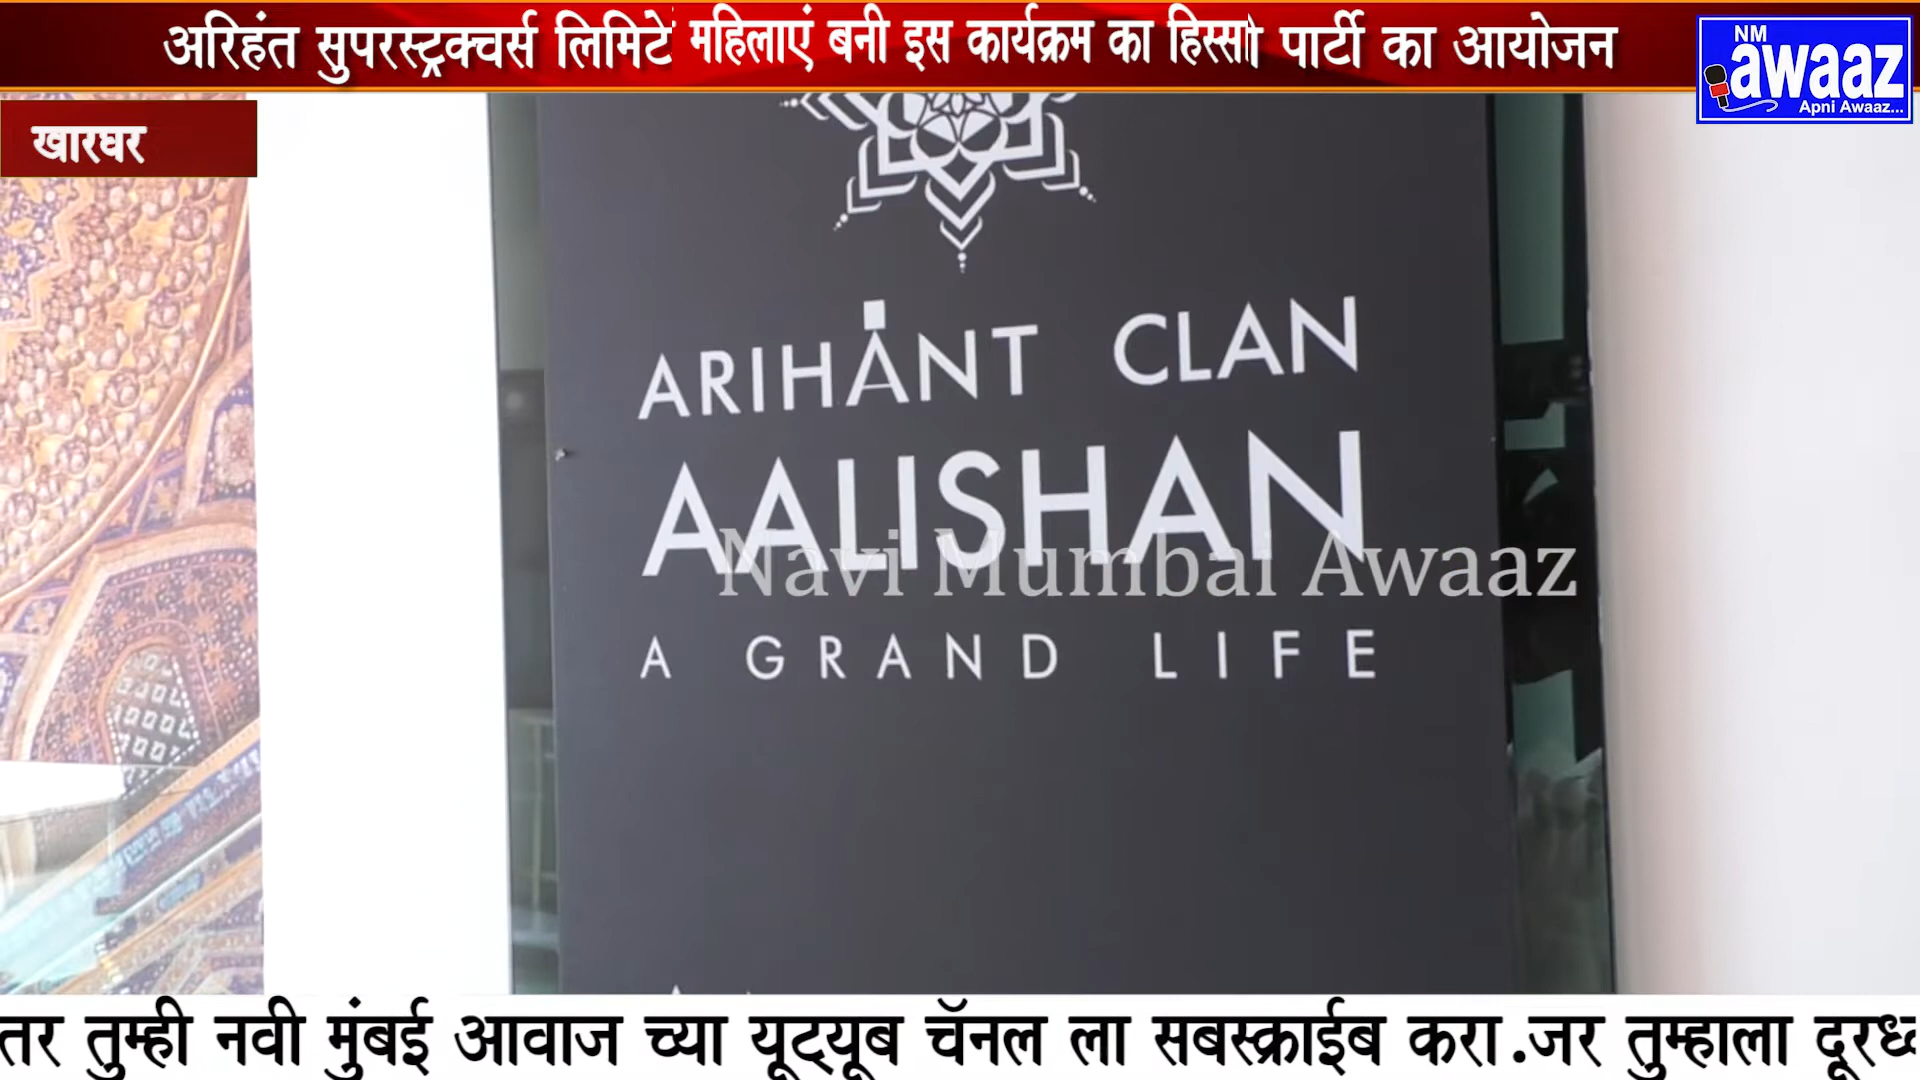 अरिहंत सुपरस्ट्रक्चर्स लिमिटे महिलाएं बनी इस कार्यक्रम का हिस्सा पार्टी का आयोजन
NM
awaaz
Apni Awaaz...
खारघर
ARIHANT CLAN
AALISHAN
Navi Mumbai Awaaz
A GRAND LIFE
तर तुम्ही नवी मुंबई आवाज च्या यूट्यूब चॅनल ला सबस्क्राईब करा.जर तुम्हाला